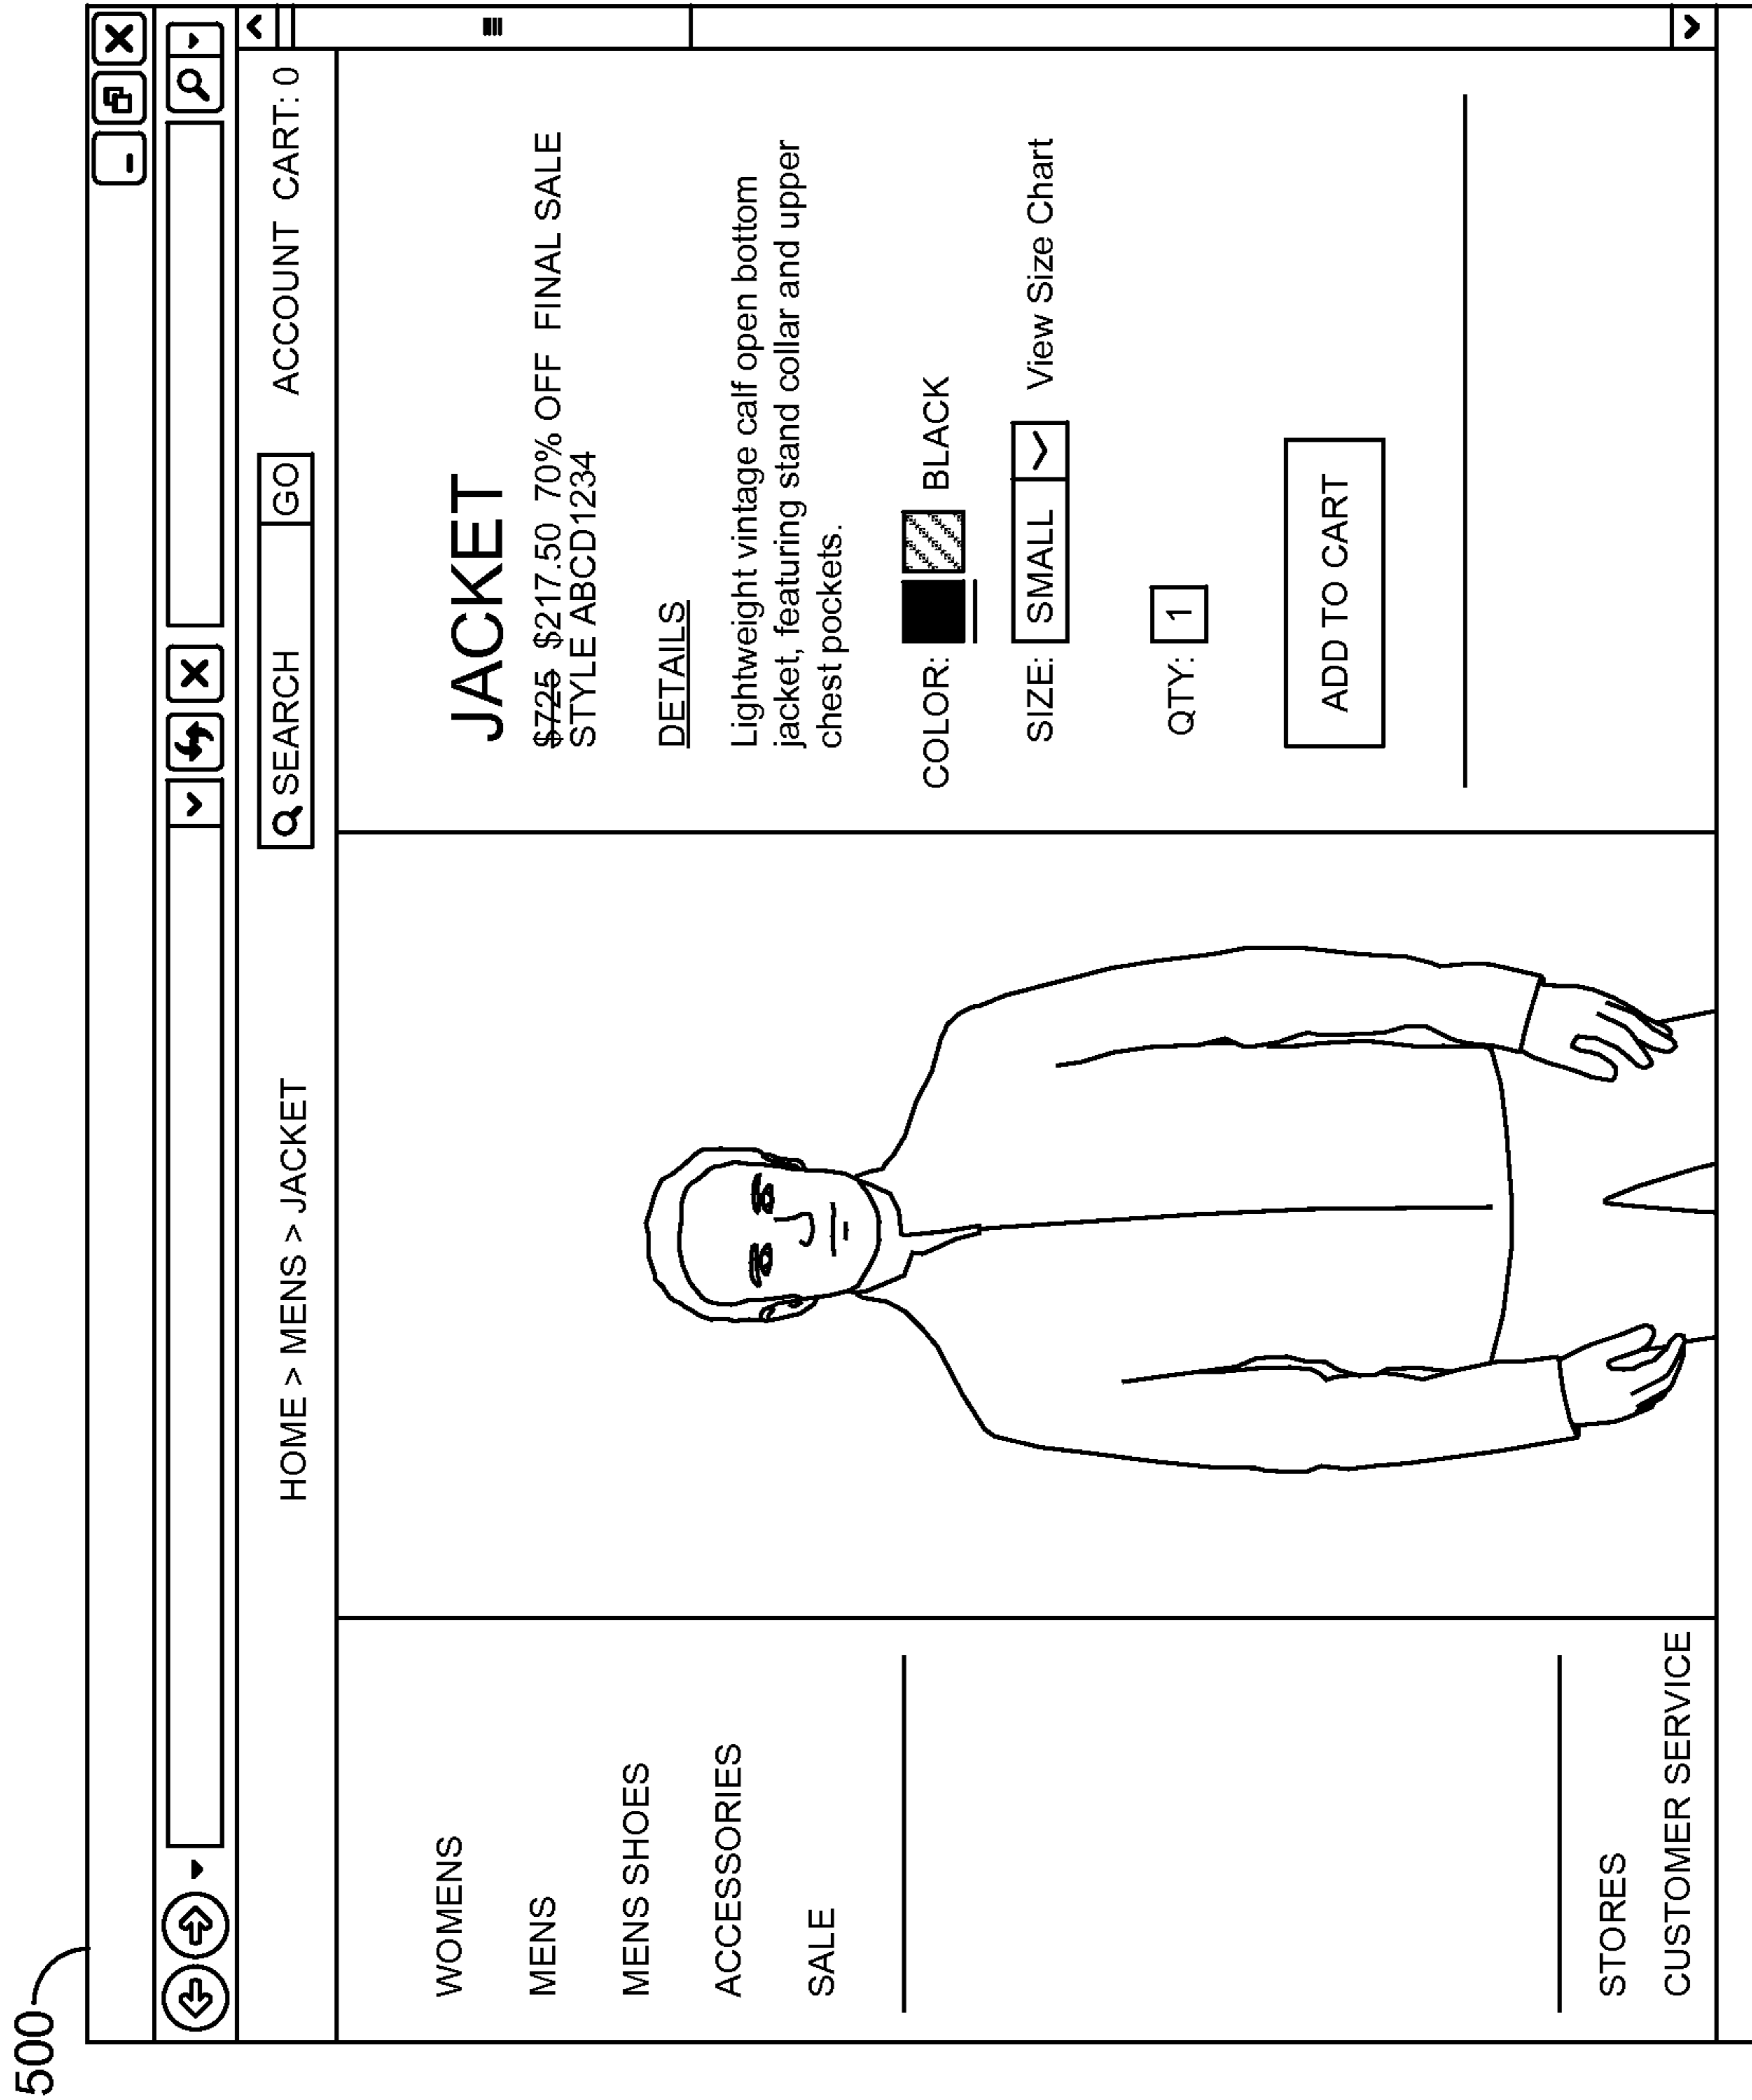 500
HOME > MENS > JACKET
SEARCH GO
ACCOUNT CART: 0
WOMENS
MENS
MENS SHOES
ACCESSORIES
SALE
STORES
CUSTOMER SERVICE
JACKET
$725 $217.50 70% OFF FINAL SALE
STYLE ABCD1234
DETAILS
Lightweight vintage calf open bottom
jacket, featuring stand collar and upper
chest pockets.
COLOR: BLACK
SIZE: SMALL View Size Chart
QTY: 1
ADD TO CART